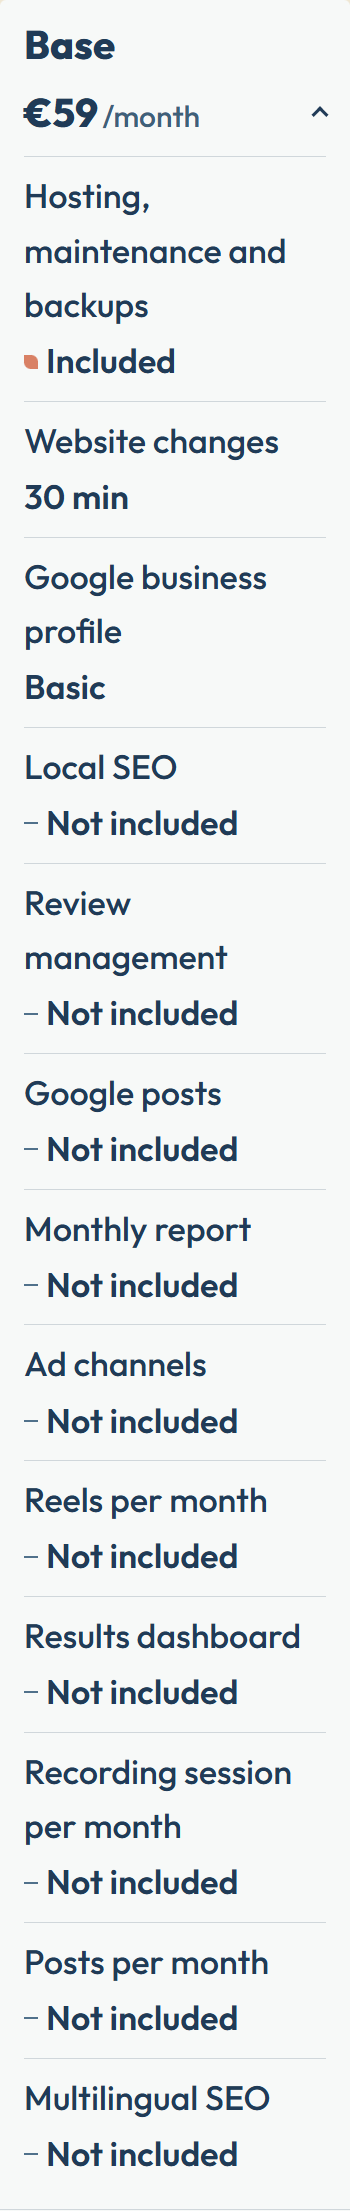 Base
€59 /month
Hosting,
maintenance and
backups
Included
Website changes
30 min
Google business
profile
Basic
Local SEO
– Not included
Review
management
– Not included
Google posts
– Not included
Monthly report
– Not included
Ad channels
– Not included
Reels per month
– Not included
Results dashboard
– Not included
Recording session
per month
– Not included
Posts per month
– Not included
Multilingual SEO
– Not included